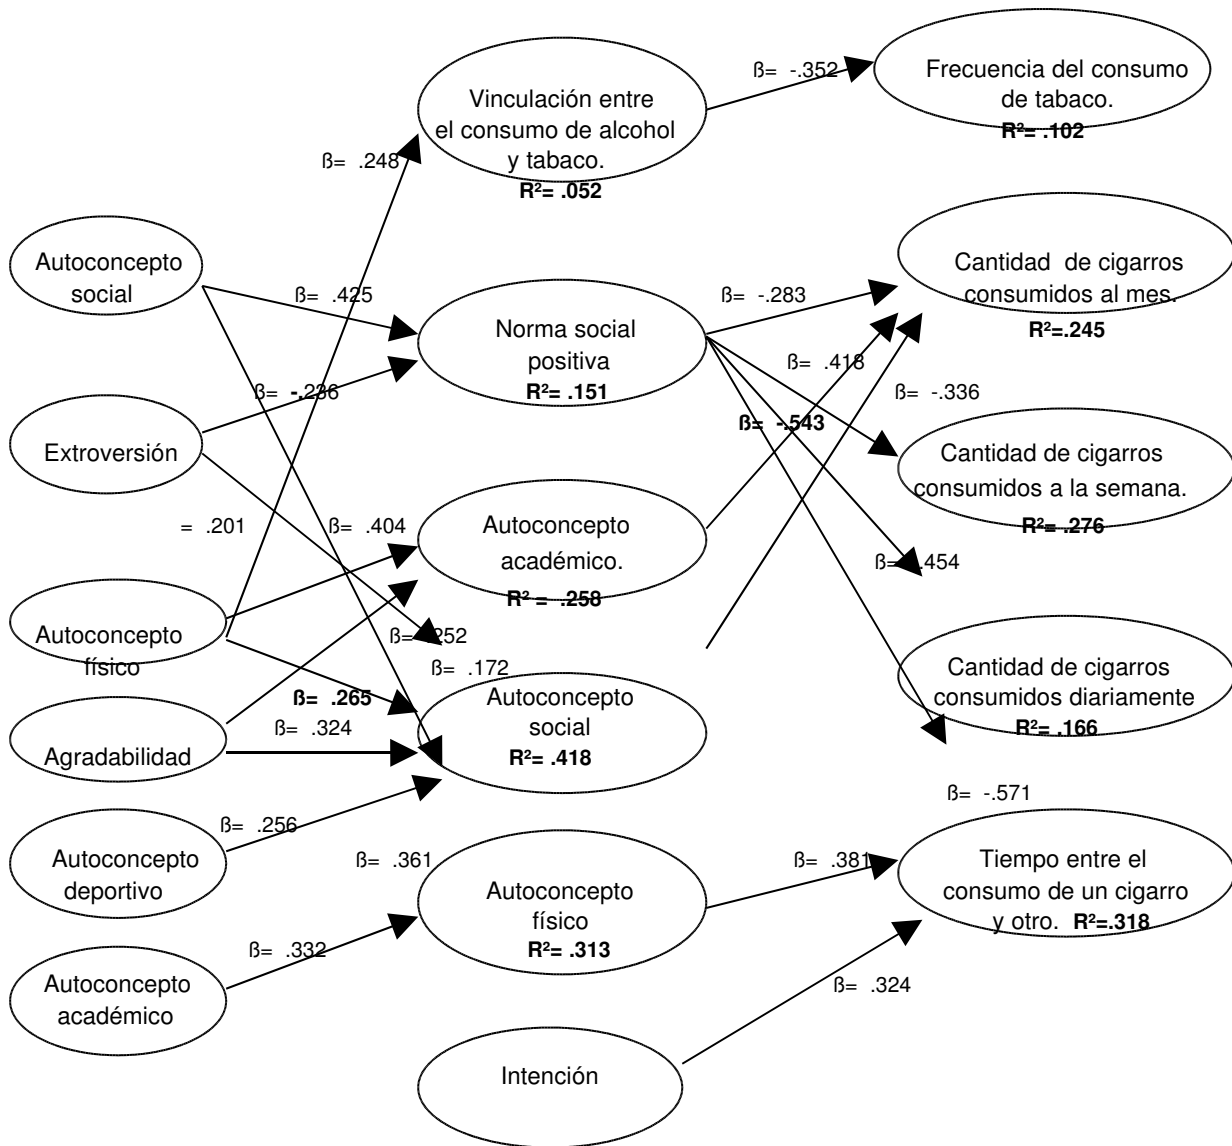 Vinculación entre
el consumo de alcohol
y tabaco.
R²= .052
ß= -.352
Frecuencia del consumo
de tabaco.
R²= .102
ß= .248
Autoconcepto
social
ß= .425
Norma social
positiva
R²= .151
ß= -.283
Cantidad de cigarros
consumidos al mes.
R²=.245
ß= .418
ß= -.336
ß= -.236
ß= -.543
Extroversión
Cantidad de cigarros
consumidos a la semana.
R²= .276
= .201
ß= .404
Autoconcepto
académico.
R² = .258
.454
Autoconcepto
físico
ß= .252
ß= .172
ß= .265
Autoconcepto
social
R²= .418
Cantidad de cigarros
consumidos diariamente
R²= .166
Agradabilidad
ß= .324
ß= -.571
ß= .256
Autoconcepto
deportivo
ß= .361
Autoconcepto
físico
R²= .313
ß= .381
Tiempo entre el
consumo de un cigarro
y otro. R²=.318
ß= .332
Autoconcepto
académico
ß= .324
Intención